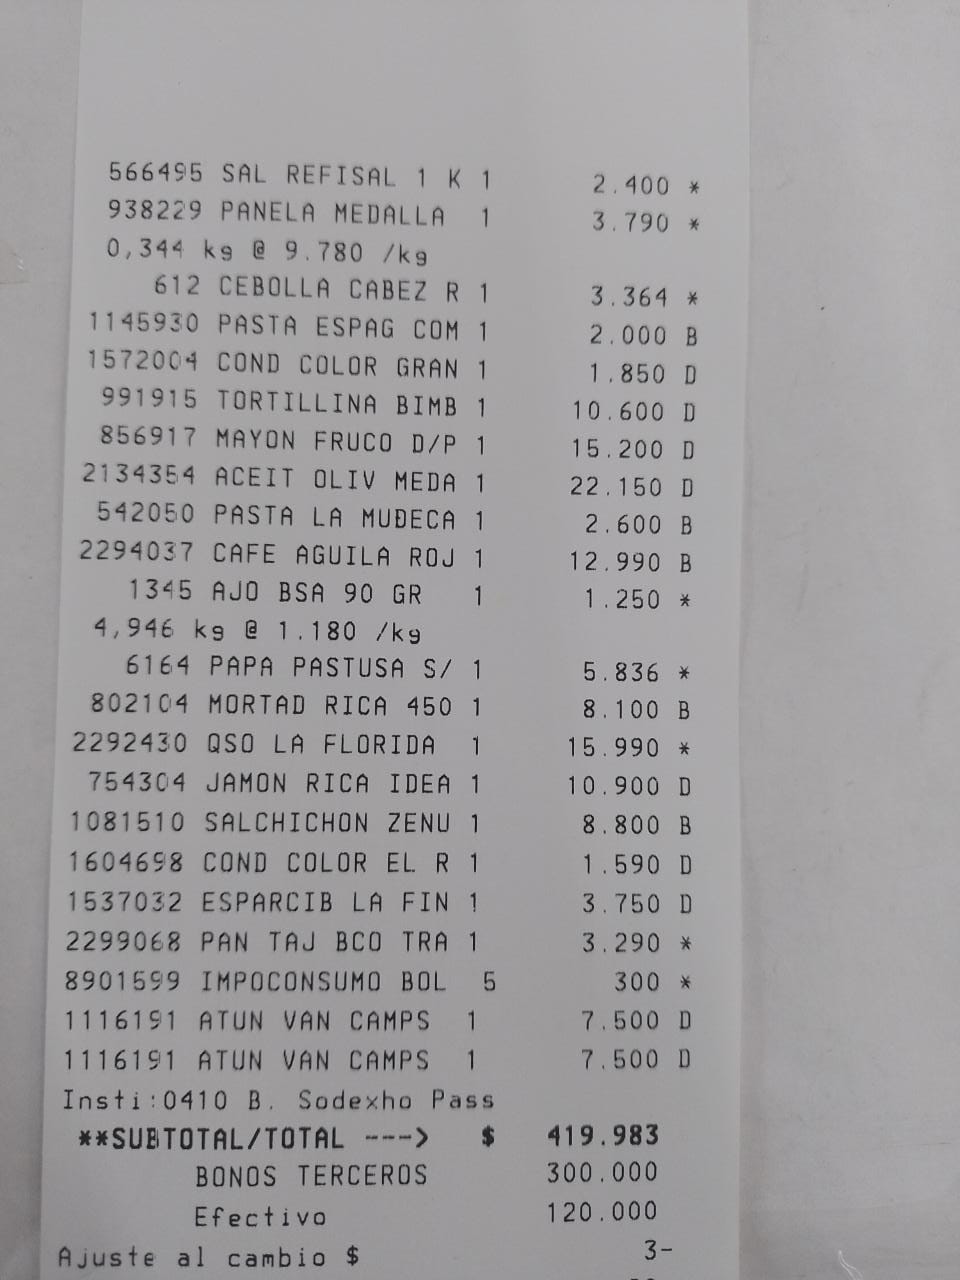 566495 SAL REFISAL 1 K 1 2.400 *
938229 PANELA MEDALLA 1 3.790 *
0,344 kg @ 9.780 /kg
612 CEBOLLA CABEZ R 1 3.364 *
1145930 PASTA ESPAG COM 1 2.000 B
1572004 COND COLOR GRAN 1 1.850 D
991915 TORTILLINA BIMB 1 10.600 D
856917 MAYON FRUCO D/P 1 15.200 D
2134354 ACEIT OLIV MEDA 1 22.150 D
542050 PASTA LA MUÐECA 1 2.600 B
2294037 CAFE AGUILA ROJ 1 12.990 B
1345 AJO BSA 90 GR 1 1.250 *
4,946 kg @ 1.180 /kg
6164 PAPA PASTUSA S/ 1 5.836 *
802104 MORTAD RICA 450 1 8.100 B
2292430 QSO LA FLORIDA 1 15.990 *
754304 JAMON RICA IDEA 1 10.900 D
1081510 SALCHICHON ZENU 1 8.800 B
1604698 COND COLOR EL R 1 1.590 D
1537032 ESPARCIB LA FIN 1 3.750 D
2299068 PAN TAJ BCO TRA 1 3.290 *
8901599 IMPOCONSUMO BOL 5 300 *
1116191 ATUN VAN CAMPS 1 7.500 D
1116191 ATUN VAN CAMPS 1 7.500 D
Insti:0410 B. Sodexho Pass
**SUBTOTAL/TOTAL ---> $ 419.983
BONOS TERCEROS 300.000
Efectivo 120.000
Ajuste al cambio $ 3-